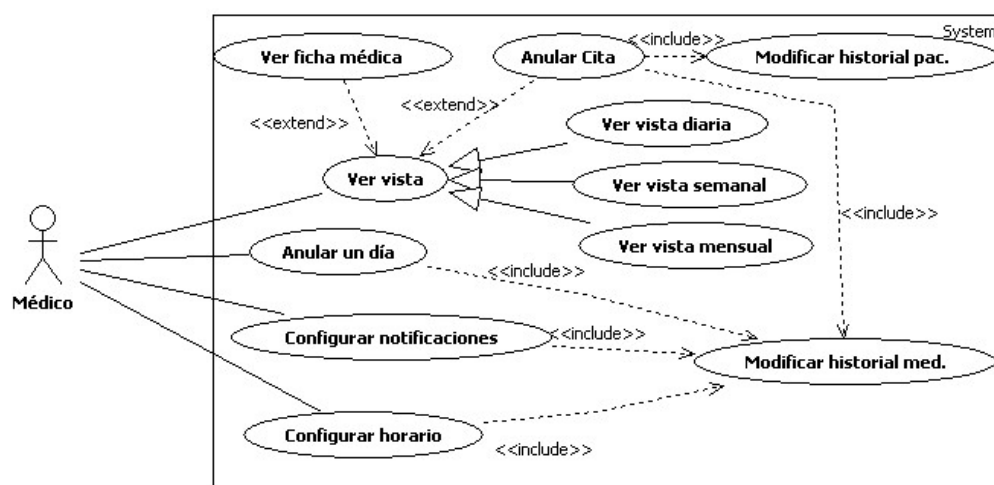 System
Ver ficha médica
Anular Cita
<<include>>
Modificar historial pac.
<<extend>>
<<extend>>
Ver vista diaria
Ver vista
Ver vista semanal
<<include>>
Ver vista mensual
Anular un día
<<include>>
Médico
Configurar notificaciones
<<include>>
Modificar historial med.
Configurar horario
<<include>>